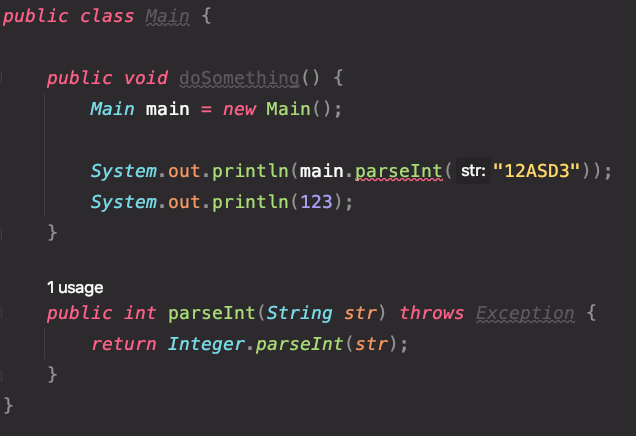 public class Main {
public void doSomething() {
Main main = new Main();
System.out.println(main.parseInt( str: "12ASD3"));
System.out.println(123);
}
1 usage
public int parseInt(String str) throws Exception {
return Integer.parseInt(str);
}
}